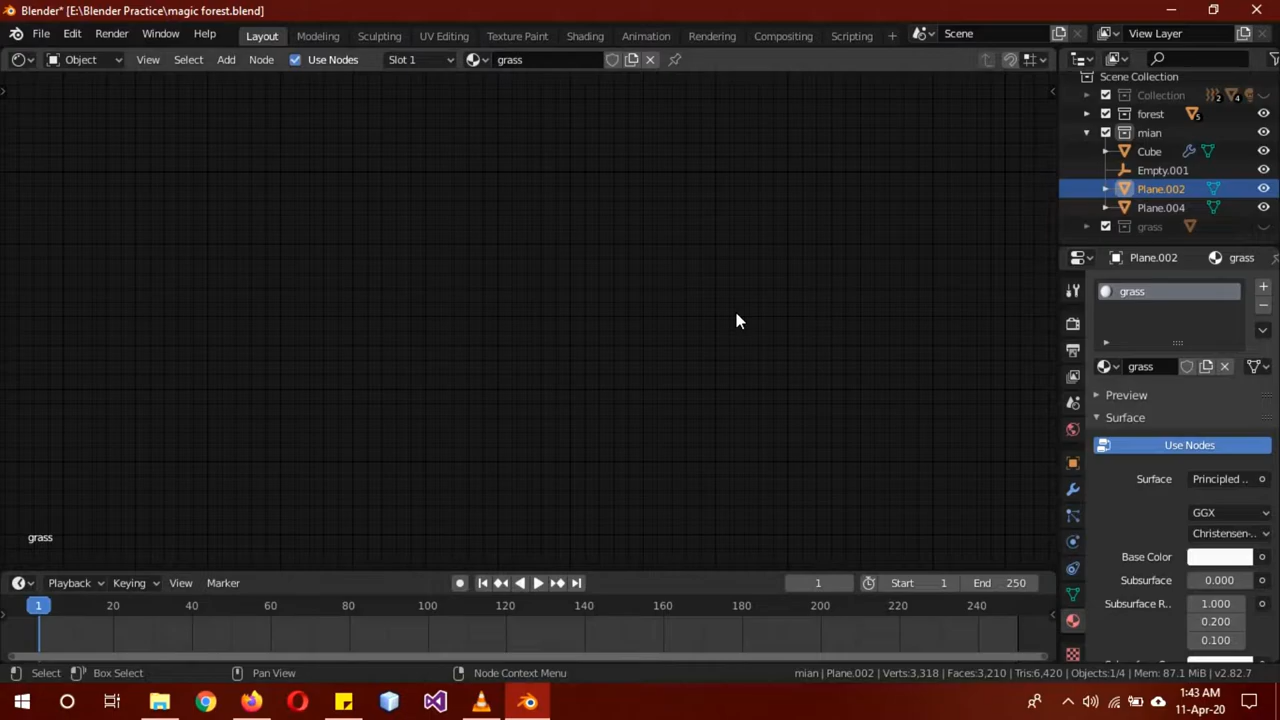 Blender* [E:\Blender Practice\magic forest.blend]
File Edit Render Window Help Layout Modeling Sculpting UV Editing Texture Paint Shading Animation Rendering Compositing Scripting Scene View Layer
Object View Select Add Node Use Nodes Slot 1 grass
Scene Collection
Collection 2 4
forest 5
mian
Cube
Empty.001
Plane.002
Plane.004
grass
Plane.002 grass
grass
grass
Preview
Surface
Use Nodes
Surface Principled ..
GGX
Christensen-..
Base Color
Subsurface 0.000
Subsurface R.. 1.000
0.200
0.100
grass
Playback Keying View Marker 1 Start 1 End 250
1 20 40 60 80 100 120 140 160 180 200 220 240
Select Box Select Pan View Node Context Menu mian | Plane.002 | Verts:3,318 | Faces:3,210 | Tris:6,420 | Objects:1/4 | Mem: 87.1 MiB | v2.82.7
1:43 AM
11-Apr-20